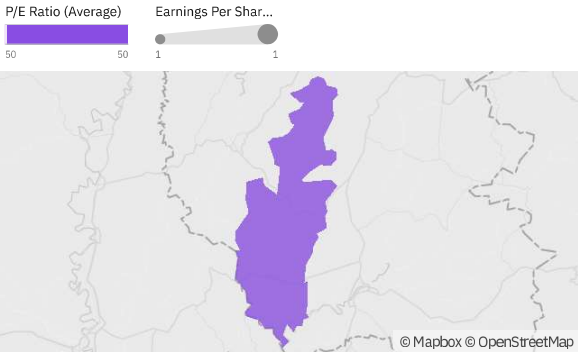 P/E Ratio (Average)
Earnings Per Shar...
50 50
1 1
© Mapbox © OpenStreetMap